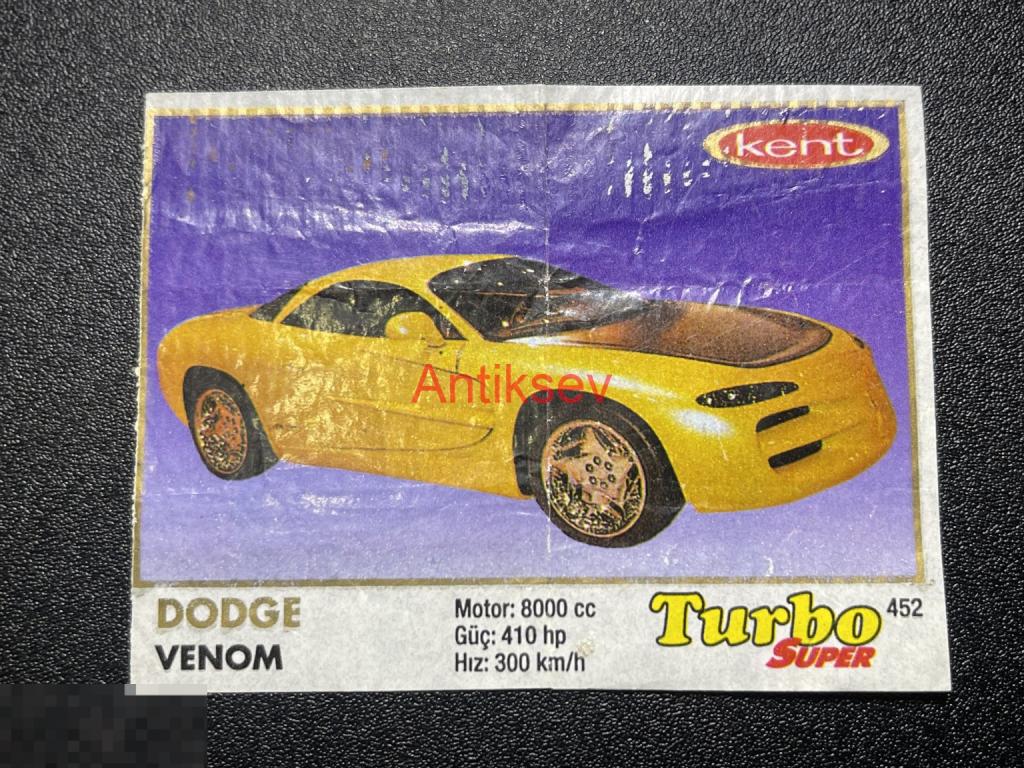 kent
Antiksev
DODGE
VENOM
Motor: 8000 cc
Güç: 410 hp
Hız: 300 km/h
Turbo 452
SUPER